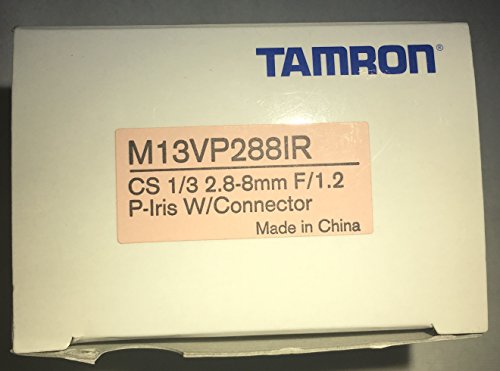 TAMRON®
M13VP288IR
CS 1/3 2.8-8mm F/1.2
P-Iris W/Connector
Made in China